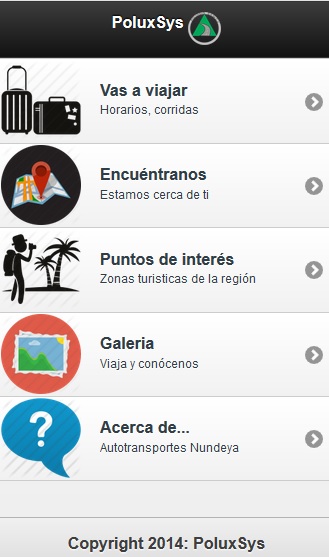 PoluxSys
Vas a viajar
Horarios, corridas
Encuéntranos
Estamos cerca de ti
Puntos de interés
Zonas turisticas de la región
Galeria
Viaja y conócenos
?
Acerca de...
Autotransportes Nundeya
Copyright 2014: PoluxSys